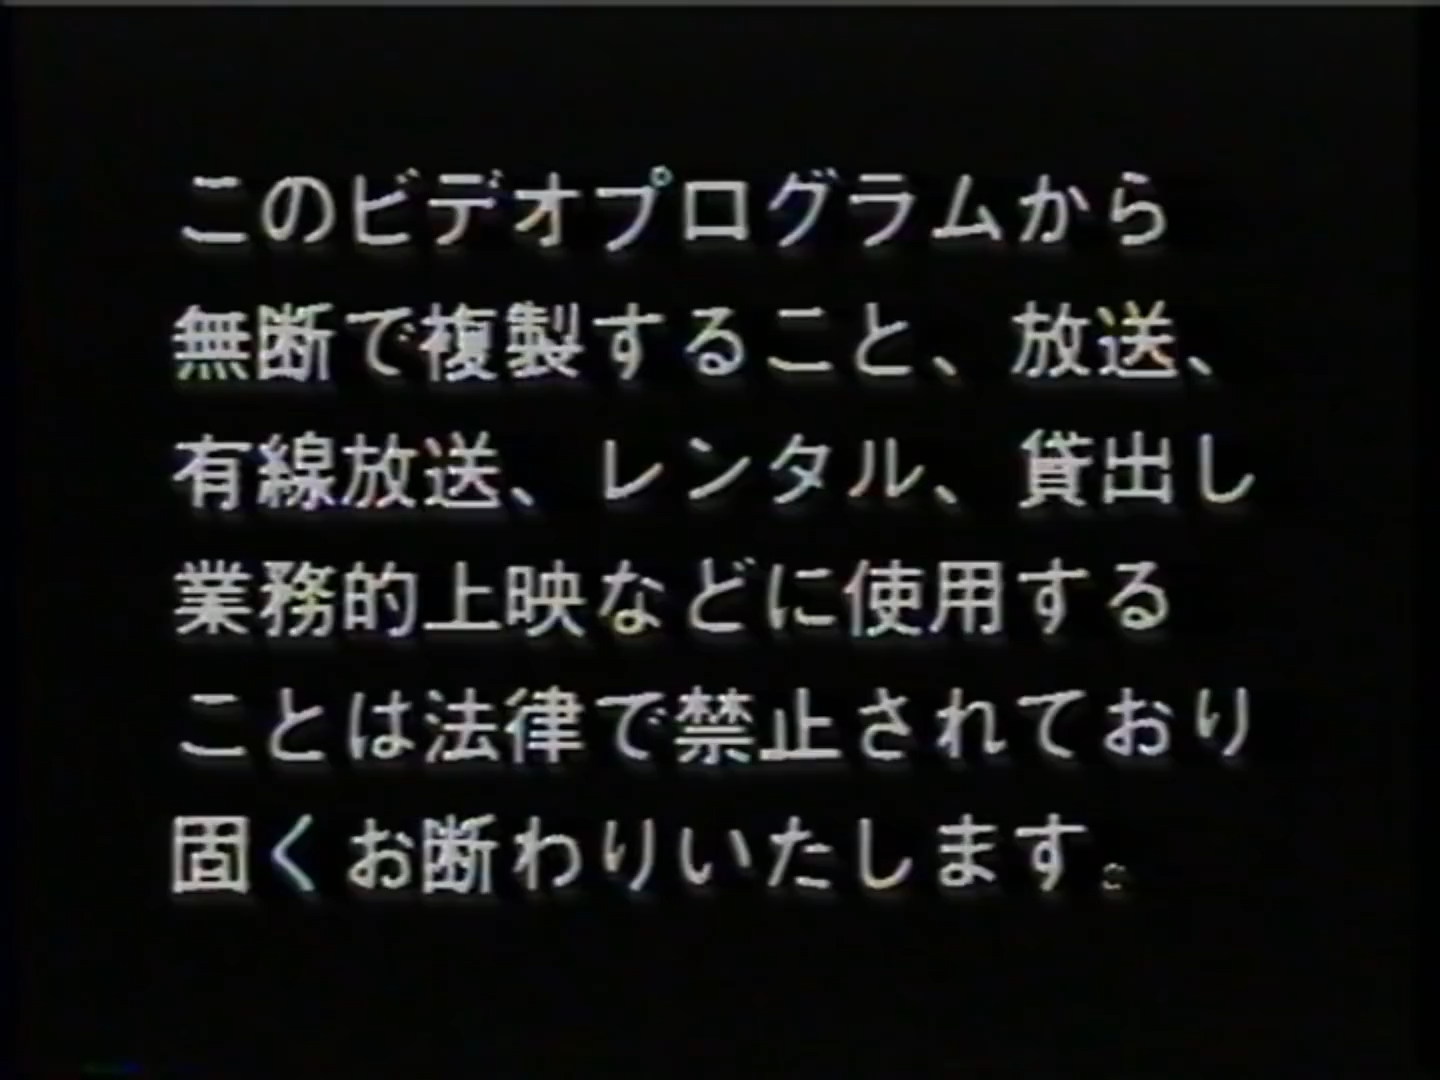 このビデオプログラムから
無断で複製すること、放送、
有線放送、レンタル、貸出し
業務的上映などに使用する
ことは法律で禁止されており
固くお断わりいたします。